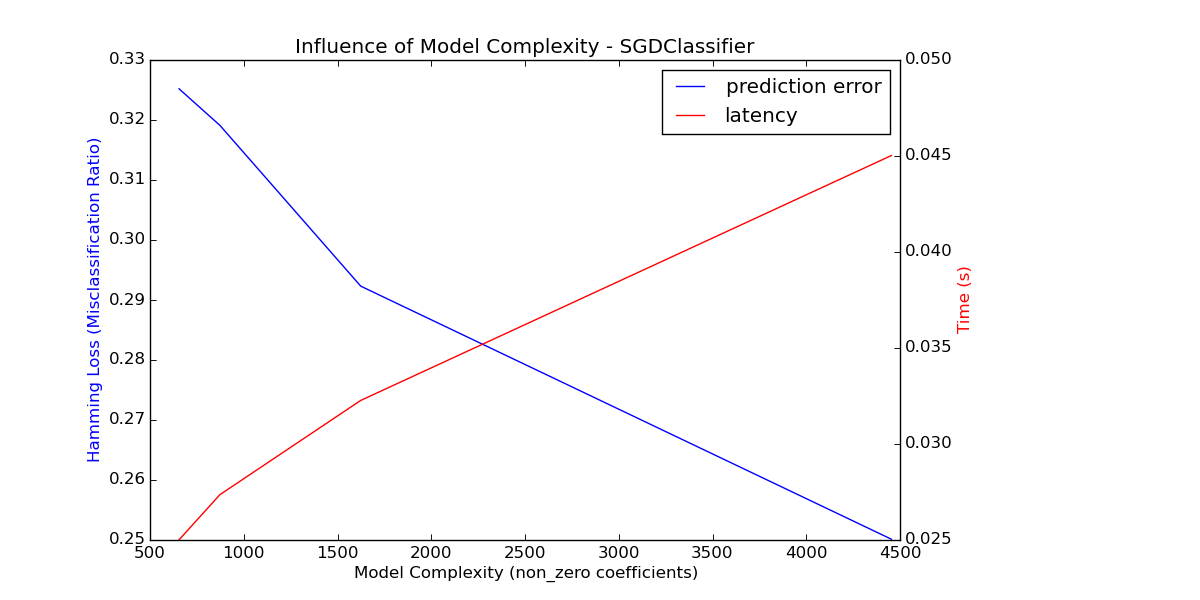 Influence of Model Complexity - SGDClassifier
prediction error
latency
0.33
0.32
0.31
0.30
0.29
0.28
0.27
0.26
0.25
Hamming Loss (Misclassification Ratio)
0.050
0.045
0.040
0.035
0.030
0.025
Time (s)
500 1000 1500 2000 2500 3000 3500 4000 4500
Model Complexity (non_zero coefficients)